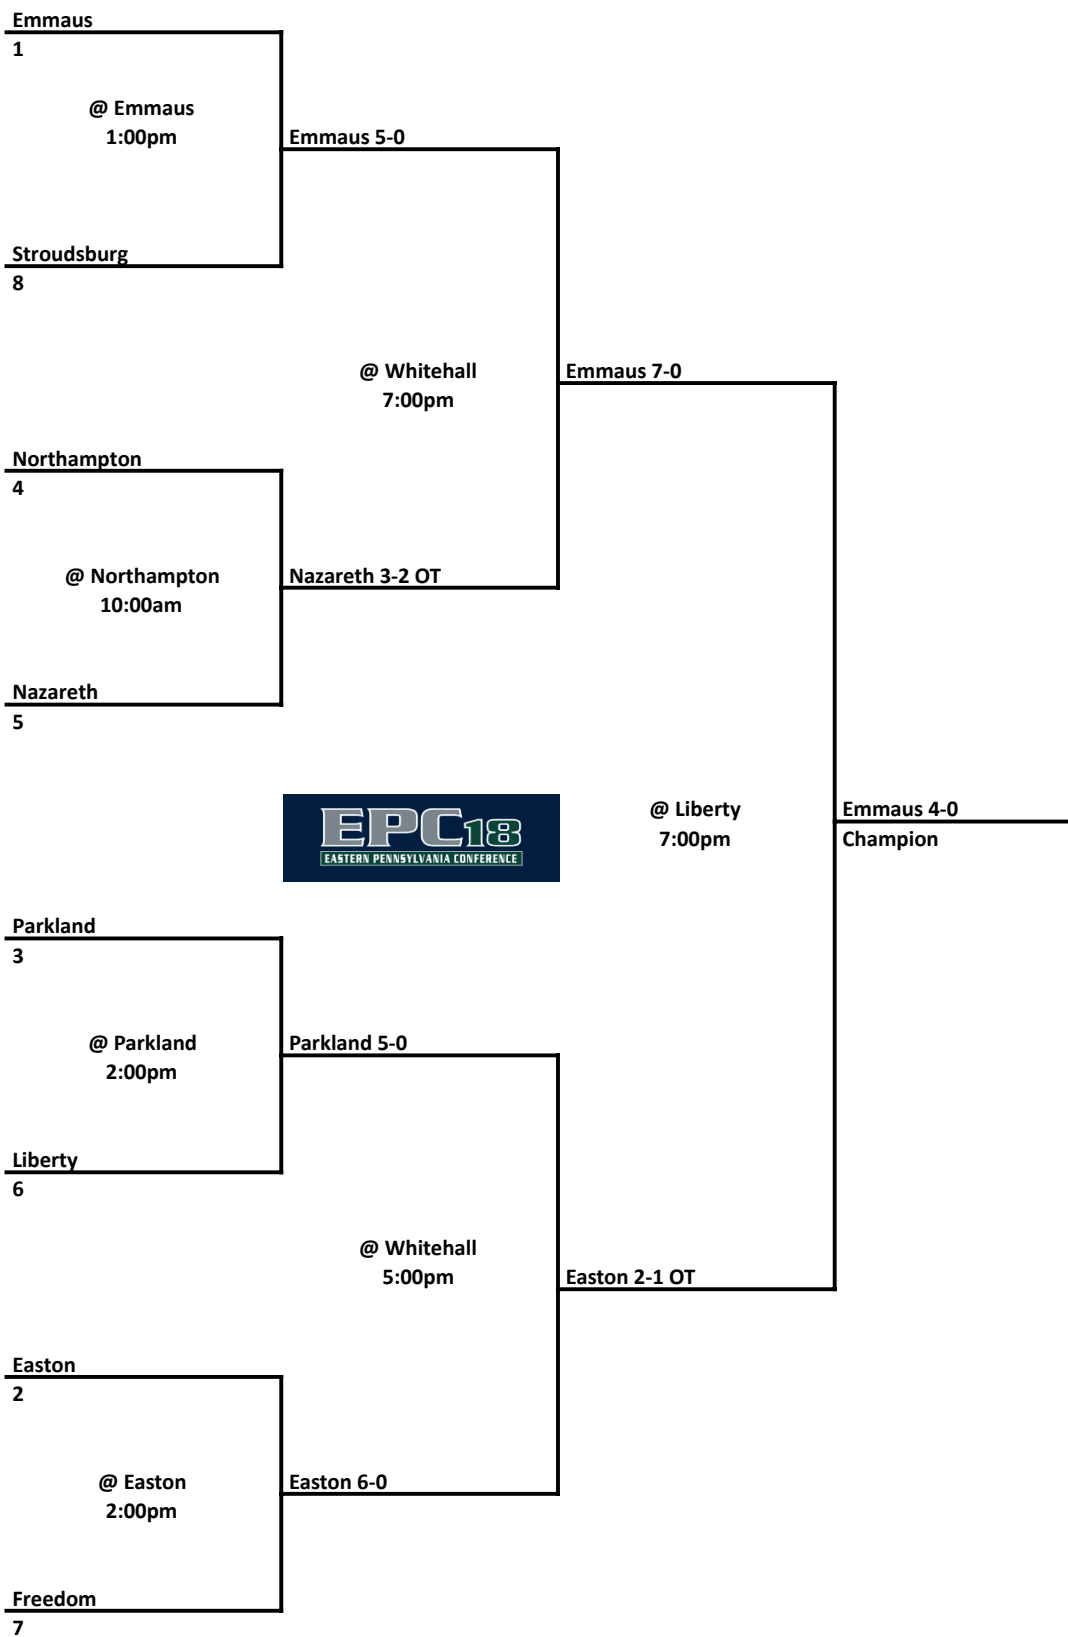 Emmaus
1
@ Emmaus
1:00pm
Emmaus 5-0
Stroudsburg
8
@ Whitehall
7:00pm
Emmaus 7-0
Northampton
4
@ Northampton
10:00am
Nazareth 3-2 OT
Nazareth
5
EPC18
EASTERN PENNSYLVANIA CONFERENCE
@ Liberty
7:00pm
Emmaus 4-0
Champion
Parkland
3
@ Parkland
2:00pm
Parkland 5-0
Liberty
6
@ Whitehall
5:00pm
Easton 2-1 OT
Easton
2
@ Easton
2:00pm
Easton 6-0
Freedom
7